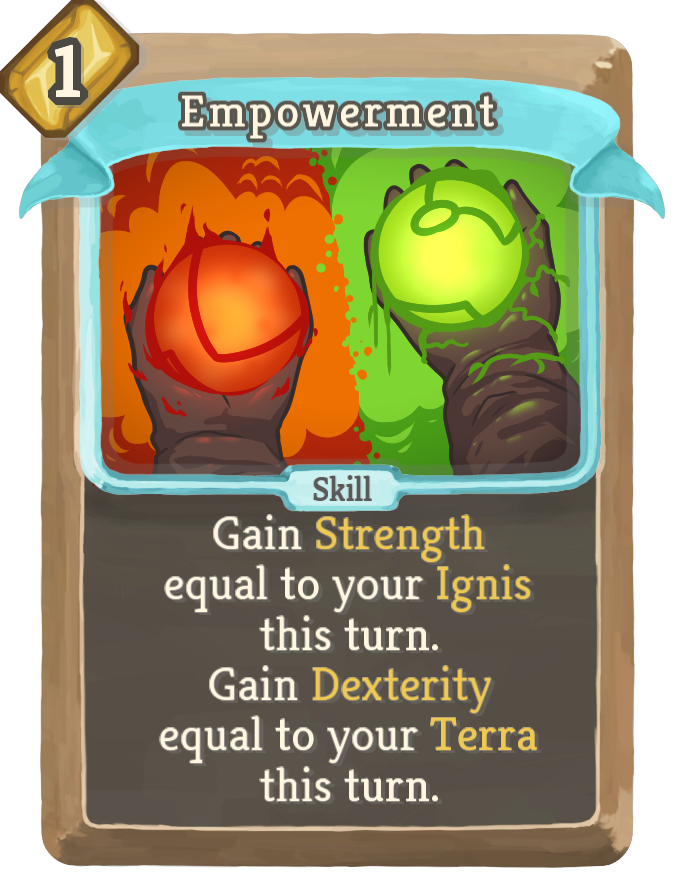 1
Empowerment
Skill
Gain Strength
equal to your Ignis
this turn.
Gain Dexterity
equal to your Terra
this turn.